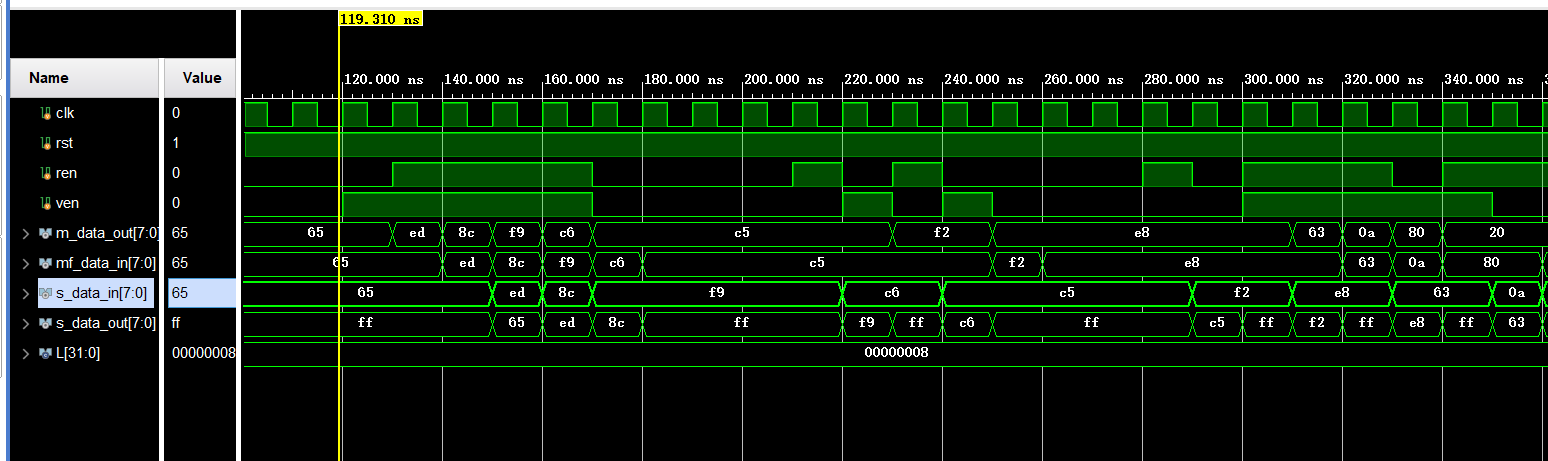 119.310 ns
Name Value 120.000 ns 140.000 ns 160.000 ns 180.000 ns 200.000 ns 220.000 ns 240.000 ns 260.000 ns 280.000 ns 300.000 ns 320.000 ns 340.000 ns
clk 0
rst 1
ren 0
ven 0
m_data_out[7:0] 65 65 ed 8c f9 c6 c5 f2 e8 63 0a 80 20
mf_data_in[7:0] 65 65 ed 8c f9 c6 c5 f2 e8 63 0a 80
s_data_in[7:0] 65 65 ed 8c f9 c6 c5 f2 e8 63 0a
s_data_out[7:0] ff ff 65 ed 8c ff f9 ff c6 ff c5 ff f2 ff e8 ff 63
L[31:0] 00000008 00000008